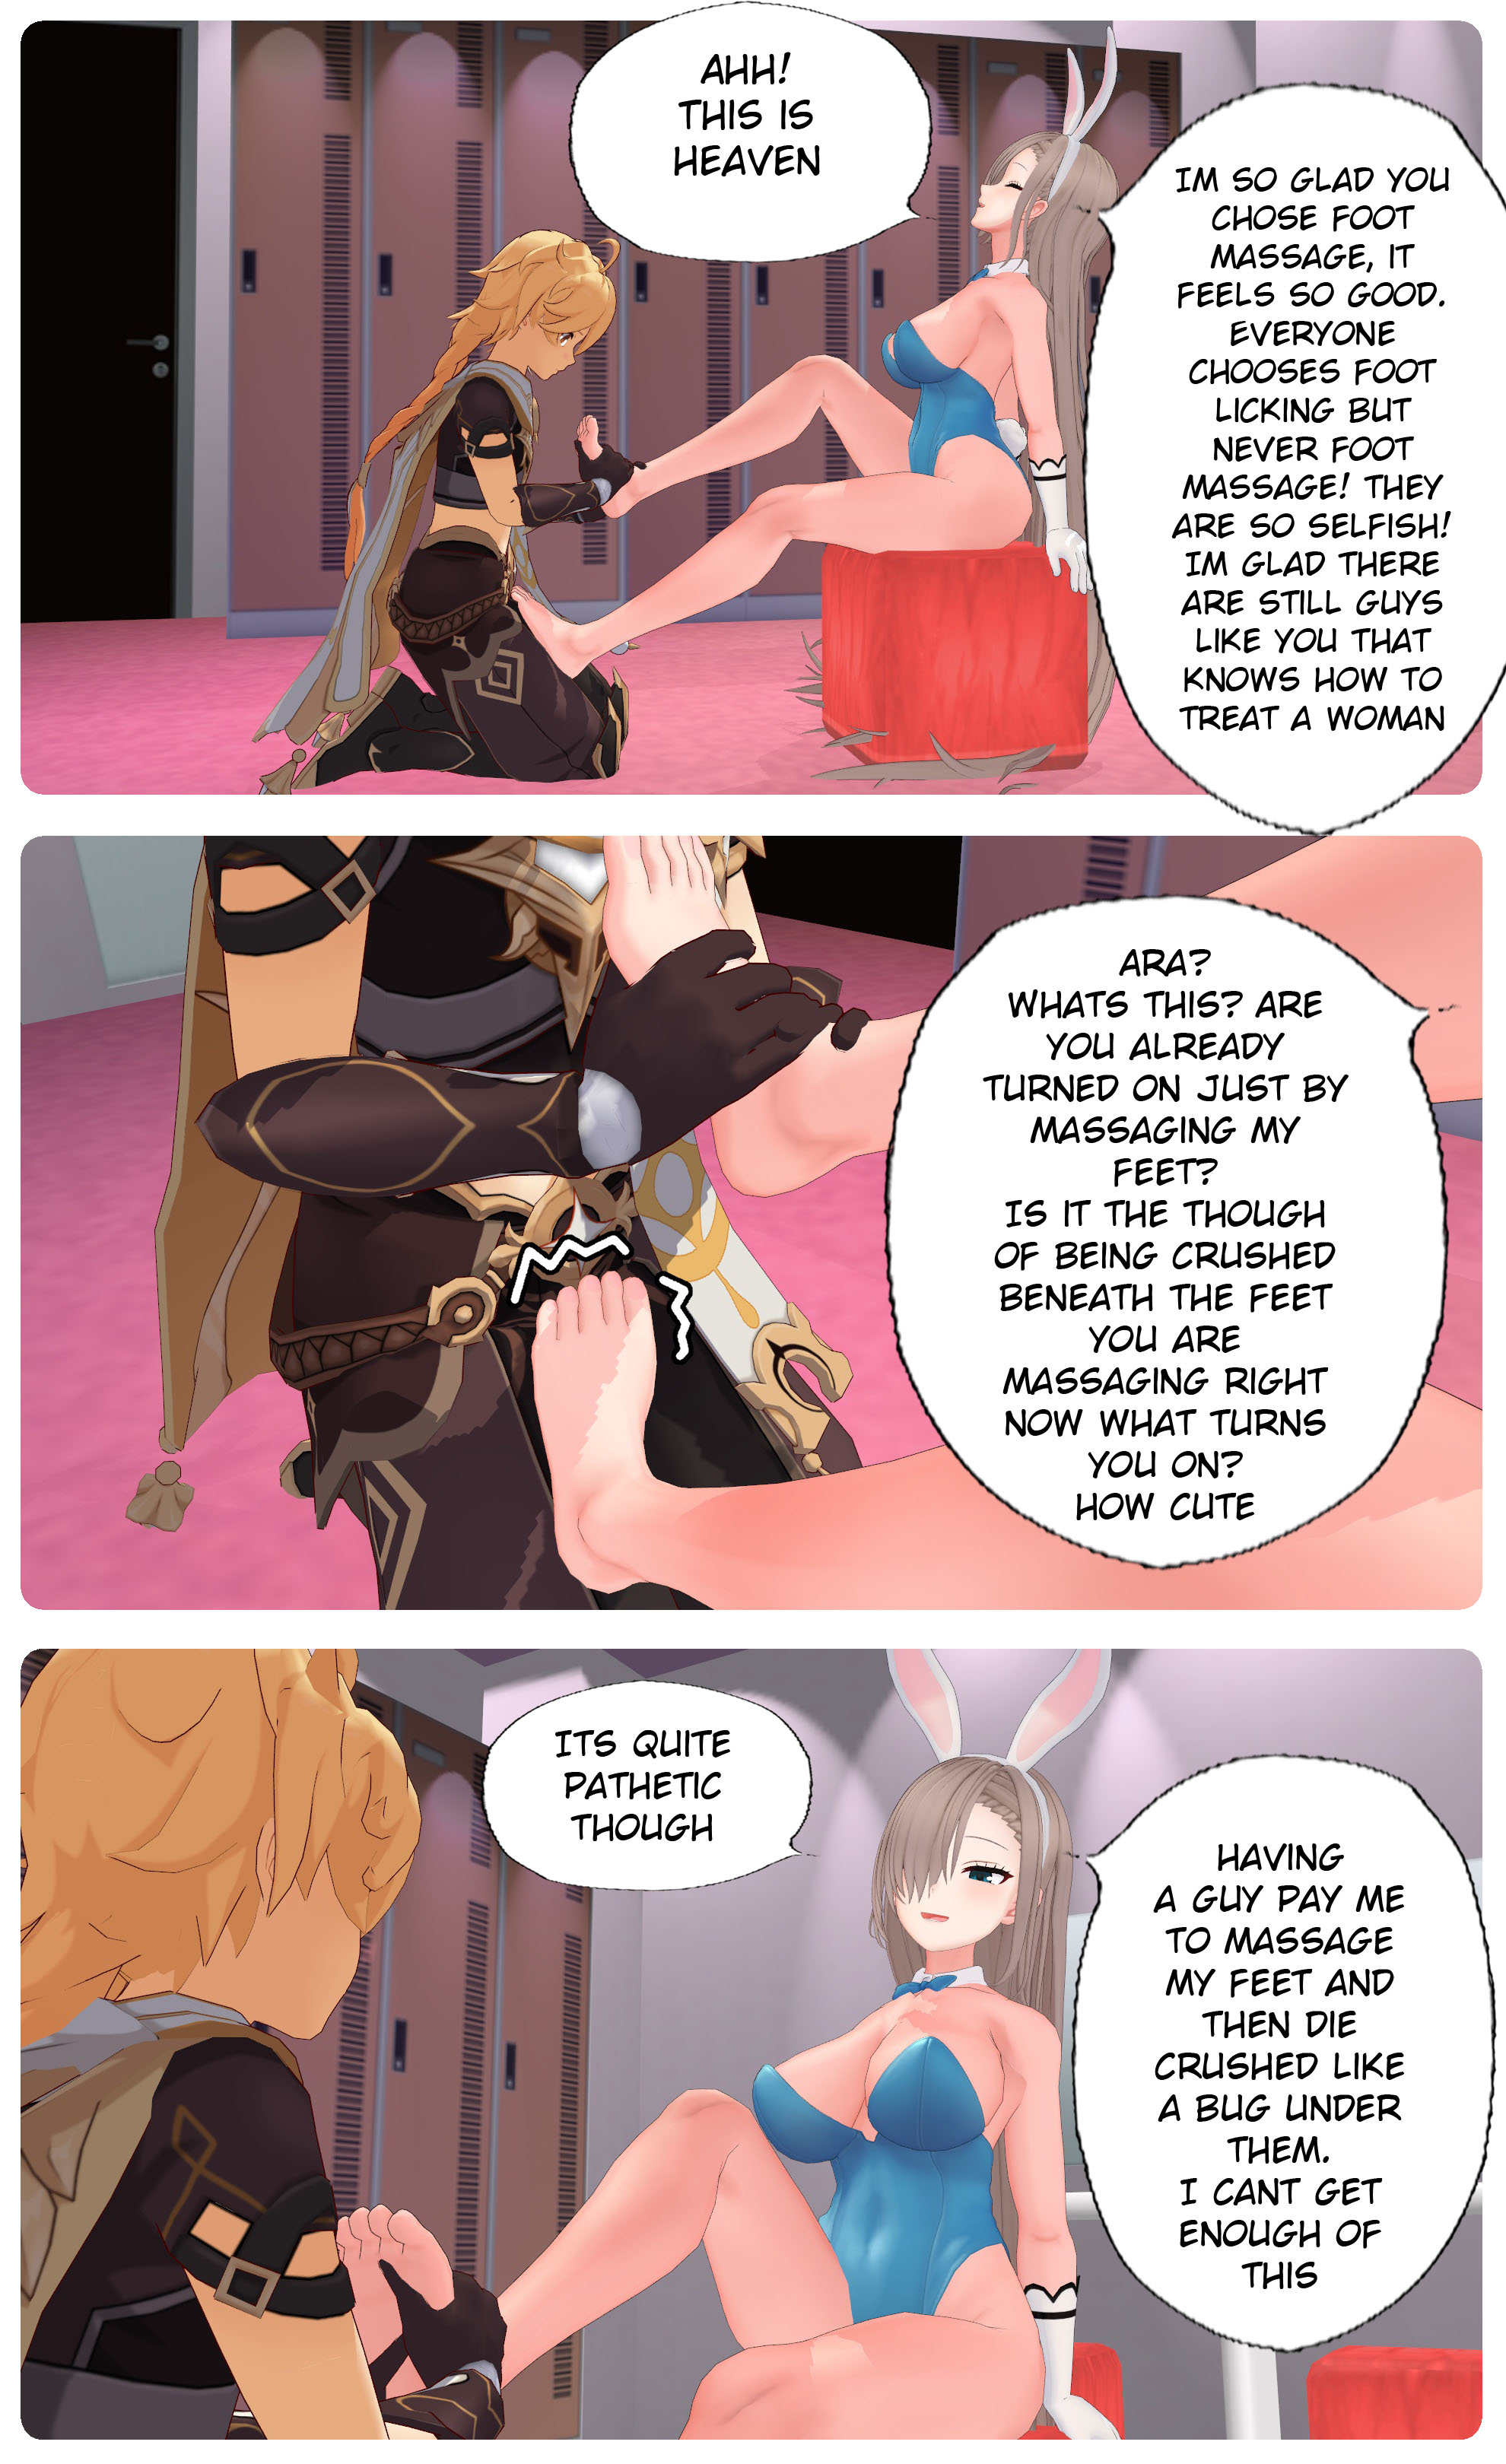 AHH!
THIS IS
HEAVEN
IM SO GLAD YOU
CHOSE FOOT
MASSAGE, IT
FEELS SO GOOD.
EVERYONE
CHOOSES FOOT
LICKING BUT
NEVER FOOT
MASSAGE! THEY
ARE SO SELFISH!
IM GLAD THERE
ARE STILL GUYS
LIKE YOU THAT
KNOWS HOW TO
TREAT A WOMAN
ARA?
WHATS THIS? ARE
YOU ALREADY
TURNED ON JUST BY
MASSAGING MY
FEET?
IS IT THE THOUGH
OF BEING CRUSHED
BENEATH THE FEET
YOU ARE
MASSAGING RIGHT
NOW WHAT TURNS
YOU ON?
HOW CUTE
ITS QUITE
PATHETIC
THOUGH
HAVING
A GUY PAY ME
TO MASSAGE
MY FEET AND
THEN DIE
CRUSHED LIKE
A BUG UNDER
THEM.
I CANT GET
ENOUGH OF
THIS